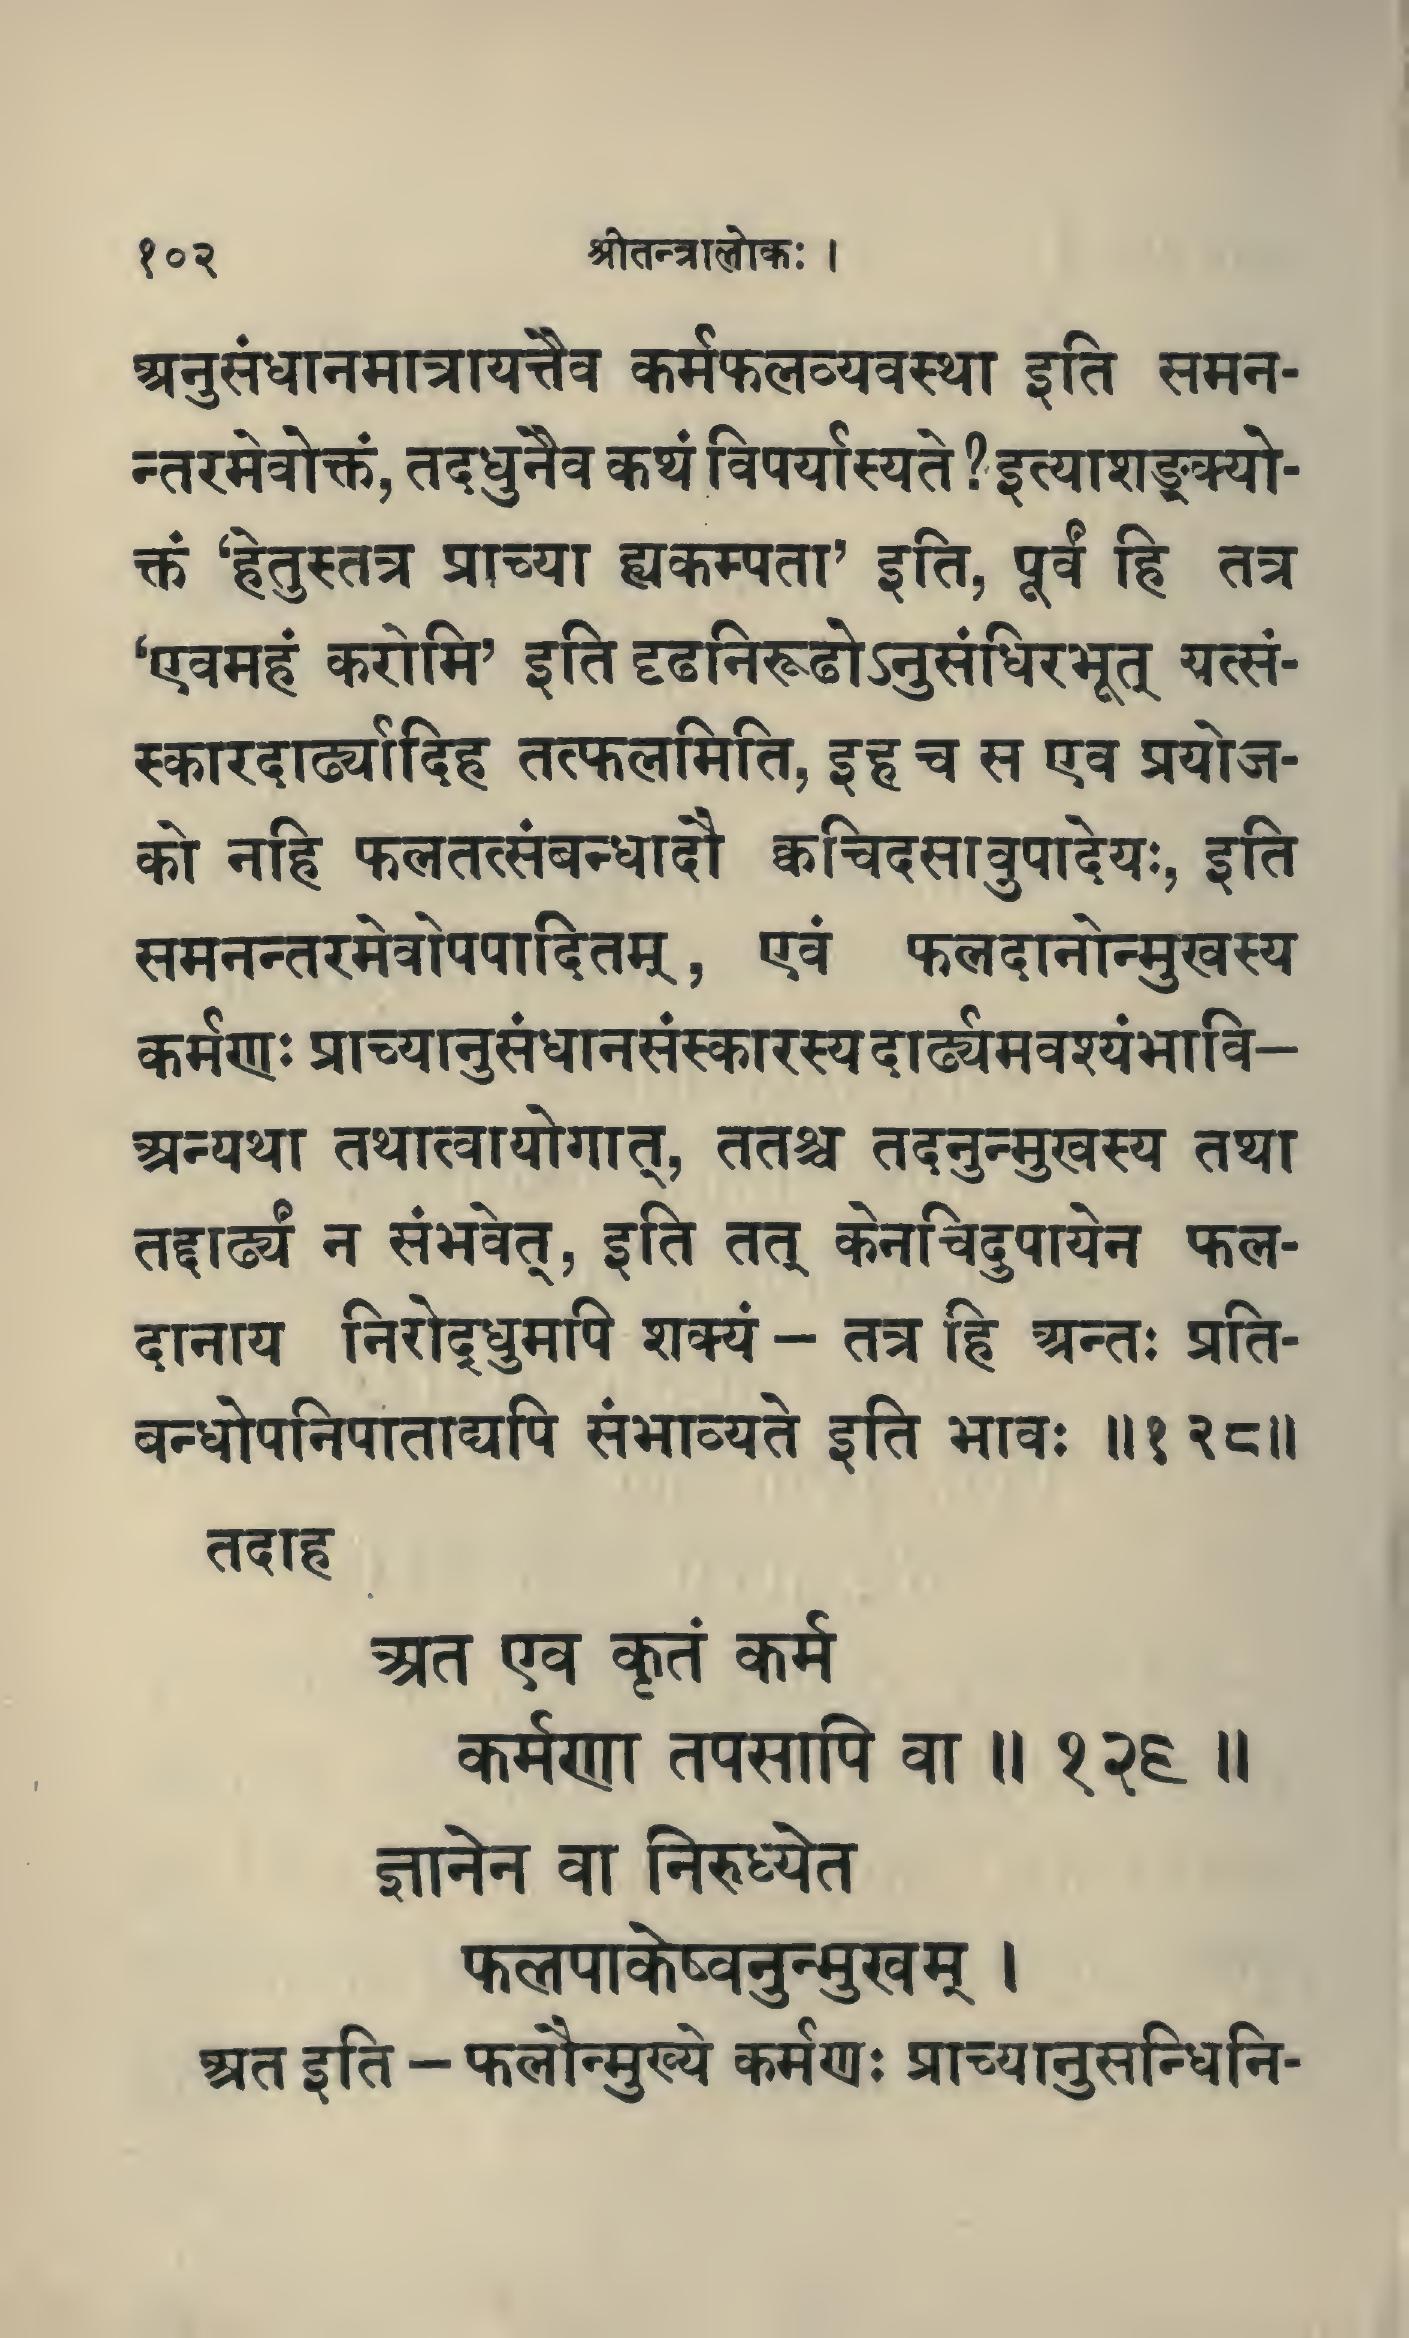 १०२ श्रीतन्त्रालोकः ।
अनुसंधानमात्रायत्तैव कर्मफलव्यवस्था इति समन-
न्तरमेवोक्तं, तदधुनैव कथं विपर्यास्यते? इत्याशङ्क्यो-
क्तं ‘हेतुस्तत्र प्राच्या ह्यकम्पता’ इति, पूर्वं हि तत्र
‘एवमहं करोमि’ इति दृढनिरूढोऽनुसंधिरभूत् यत्सं-
स्कारदार्ढ्यादिह तत्फलमिति, इह च स एव प्रयोज-
को नहि फलतत्संबन्धादौ क्वचिदसावुपादेयः, इति
समनन्तरमेवोपपादितम्, एवं फलदानोन्मुखस्य
कर्मणः प्राच्यानुसंधानसंस्कारस्य दार्ढ्यमवश्यंभावि—
अन्यथा तथात्वायोगात्, ततश्च तदनुन्मुखस्य तथा
तद्दार्ढ्यं न संभवेत्, इति तत् केनचिदुपायेन फल-
दानाय निरोद्धुमपि शक्यं — तत्र हि अन्तः प्रति-
बन्धोपनिपाताद्यपि संभाव्यते इति भावः ॥१२८॥
तदाह
अत एव कृतं कर्म
कर्मणा तपसापि वा ॥ १२९ ॥
ज्ञानेन वा निरुध्येत
फलपाकेष्वनुन्मुखम् ।
अत इति — फलौन्मुख्ये कर्मणः प्राच्यानुसन्धिनि-